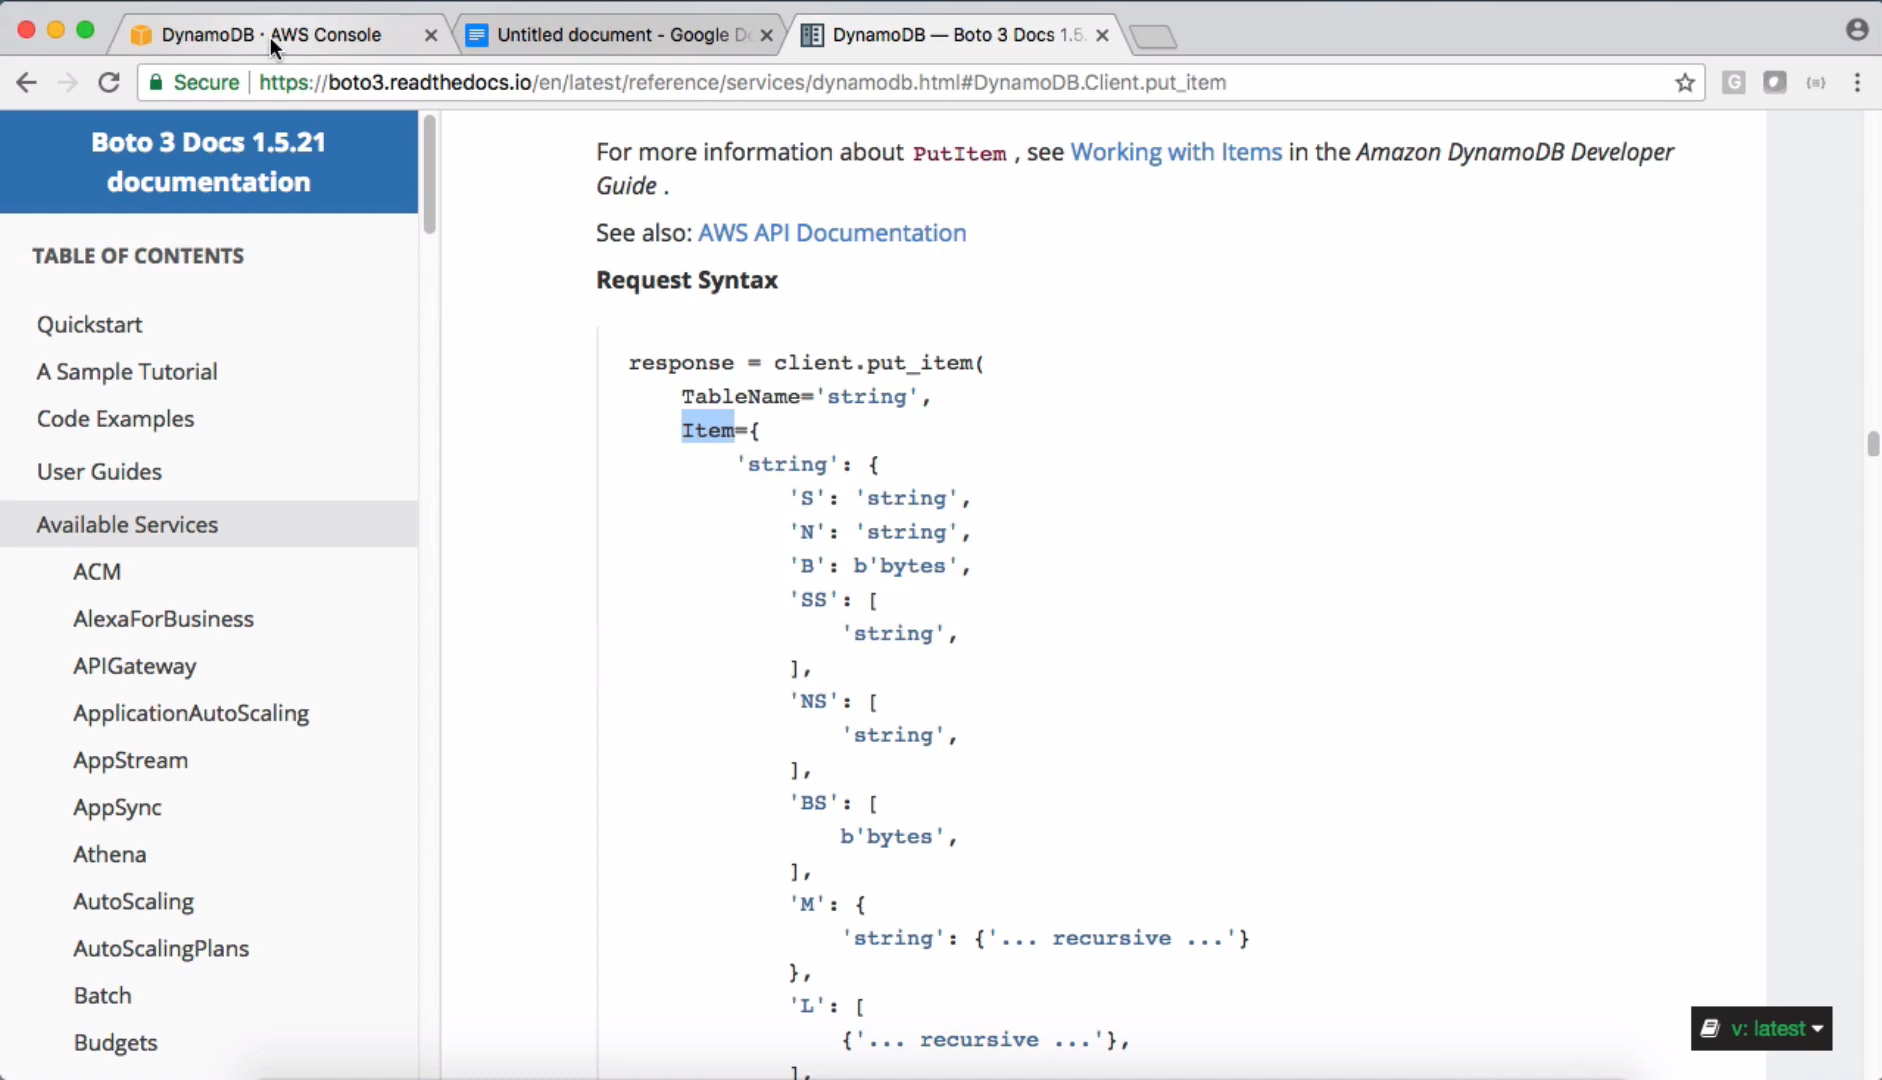 DynamoDB · AWS Console
Untitled document - Google Do
DynamoDB — Boto 3 Docs 1.5.
Secure https://boto3.readthedocs.io/en/latest/reference/services/dynamodb.html#DynamoDB.Client.put_item
G
Boto 3 Docs 1.5.21
documentation
TABLE OF CONTENTS
Quickstart
A Sample Tutorial
Code Examples
User Guides
Available Services
ACM
AlexaForBusiness
APIGateway
ApplicationAutoScaling
AppStream
AppSync
Athena
AutoScaling
AutoScalingPlans
Batch
Budgets
For more information about PutItem , see Working with Items in the Amazon DynamoDB Developer
Guide .
See also: AWS API Documentation
Request Syntax
response = client.put_item(
TableName='string',
Item={
'string': {
'S': 'string',
'N': 'string',
'B': b'bytes',
'SS': [
'string',
],
'NS': [
'string',
],
'BS': [
b'bytes',
],
'M': {
'string': {'... recursive ...'}
},
'L': [
{'... recursive ...'},
],
v: latest